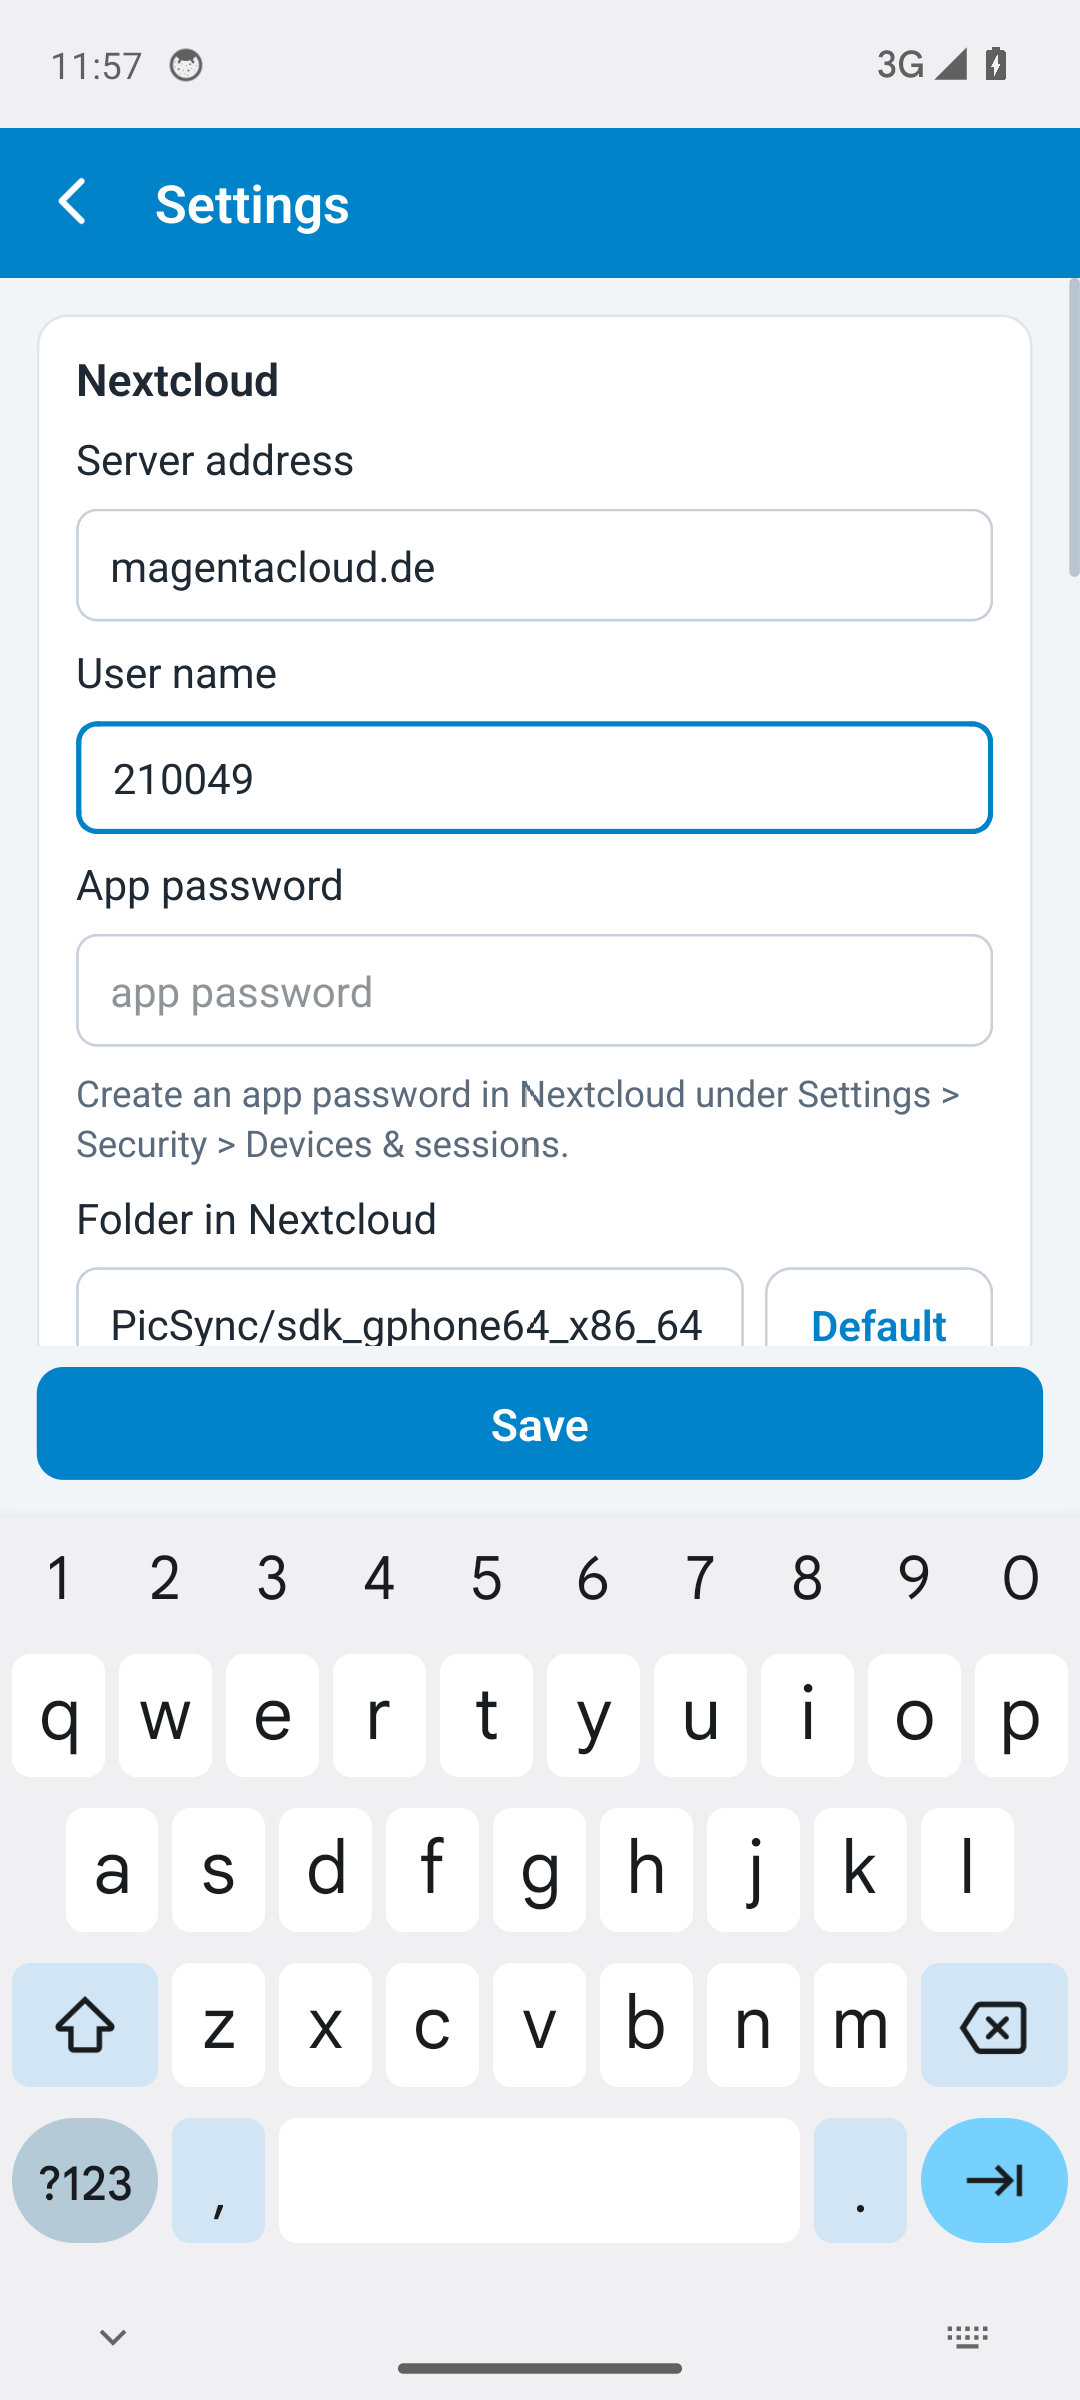 11:57
3G
Settings
Nextcloud
Server address
magentacloud.de
User name
210049
App password
app password
Create an app password in Nextcloud under Settings >
Security > Devices & sessions.
Folder in Nextcloud
PicSync/sdk_gphone64_x86_64
Default
Save
1 2 3 4 5 6 7 8 9 0
q w e r t y u i o p
a s d f g h j k l
z x c v b n m
?123 , .